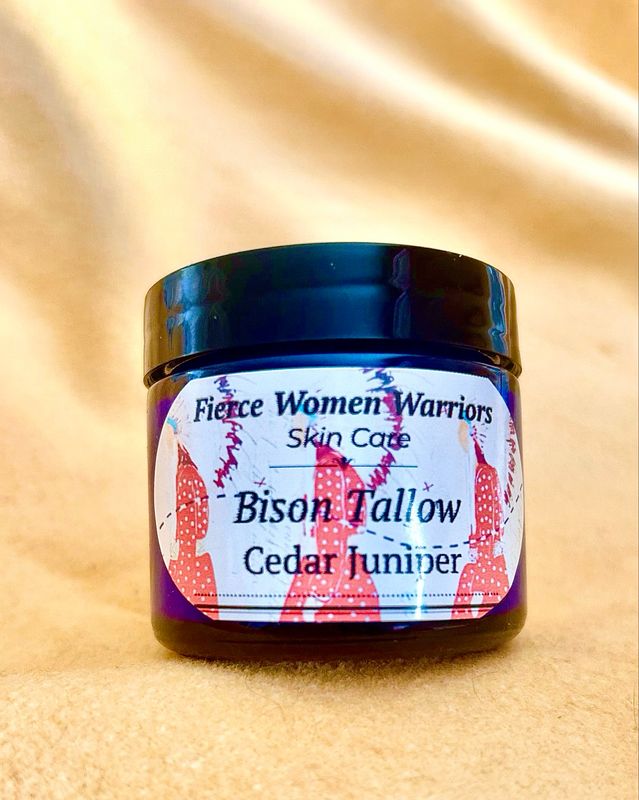 Fierce Women Warriors
Skin Care
Bison Tallow
Cedar Juniper